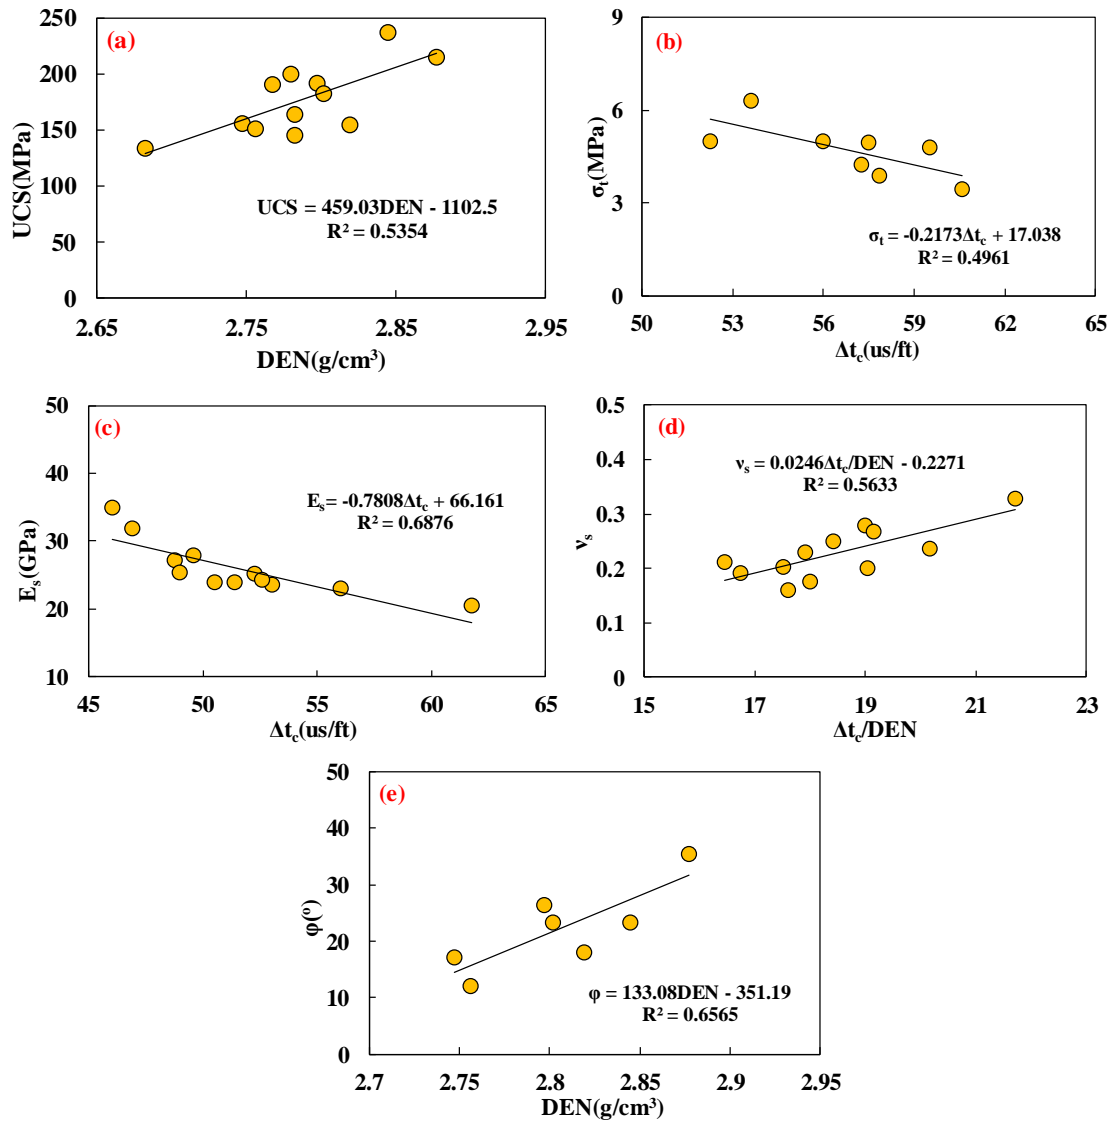 (a)
250
200
150
100
50
0
UCS(MPa)
UCS = 459.03DEN - 1102.5
R² = 0.5354
2.65 2.75 2.85 2.95
DEN(g/cm³)
(b)
9
6
3
0
σt(MPa)
σt = -0.2173Δtc + 17.038
R² = 0.4961
50 53 56 59 62 65
Δtc(us/ft)
(c)
50
40
30
20
10
Es(GPa)
Es= -0.7808Δtc + 66.161
R² = 0.6876
45 50 55 60 65
Δtc(us/ft)
(d)
0.5
0.4
0.3
0.2
0.1
0
νs
νs = 0.0246Δtc/DEN - 0.2271
R² = 0.5633
15 17 19 21 23
Δtc/DEN
(e)
50
40
30
20
10
0
φ(º)
φ = 133.08DEN - 351.19
R² = 0.6565
2.7 2.75 2.8 2.85 2.9 2.95
DEN(g/cm³)